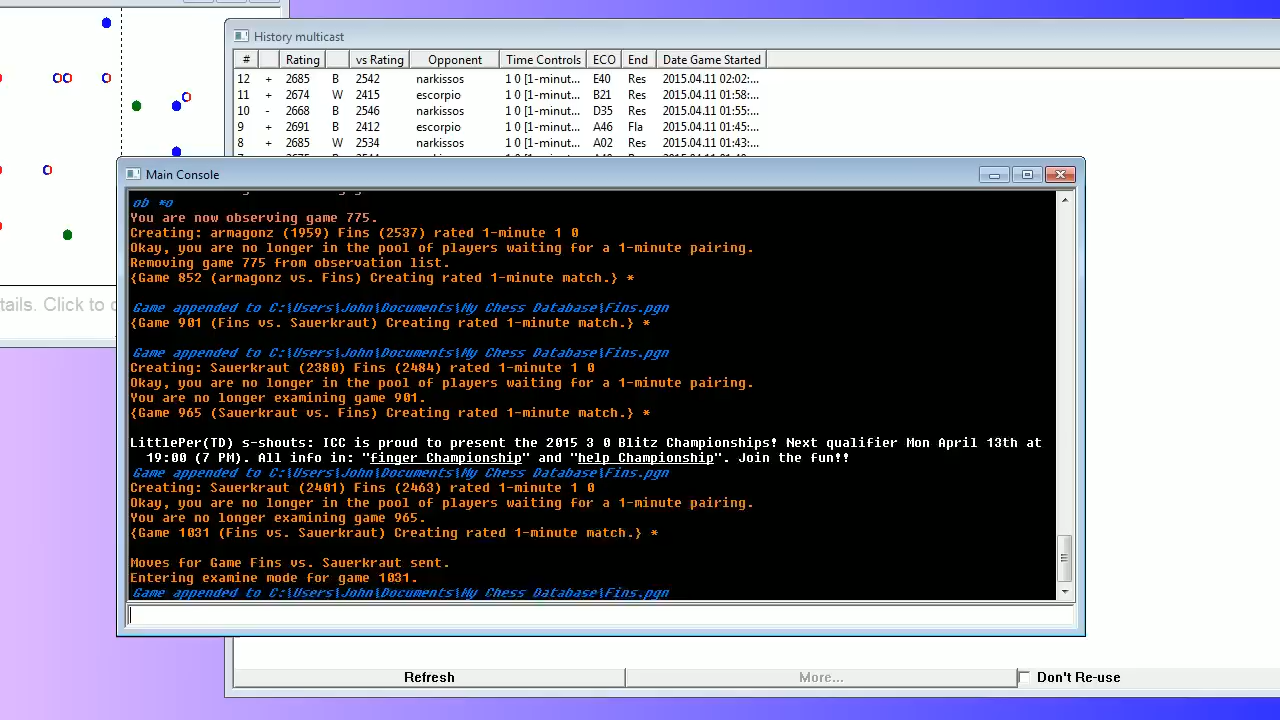 History multicast
# Rating vs Rating Opponent Time Controls ECO End Date Game Started
12 + 2685 B 2542 narkissos 1 0 [1-minut... E40 Res 2015.04.11 02:02:...
11 + 2674 W 2415 escorpio 1 0 [1-minut... B21 Res 2015.04.11 01:58:...
10 - 2668 B 2546 narkissos 1 0 [1-minut... D35 Res 2015.04.11 01:55:...
9 + 2691 B 2412 escorpio 1 0 [1-minut... A46 Fla 2015.04.11 01:45:...
8 + 2685 W 2534 narkissos 1 0 [1-minut... A02 Res 2015.04.11 01:43:...
Main Console
ob *o
You are now observing game 775.
Creating: armagonz (1959) Fins (2537) rated 1-minute 1 0
Okay, you are no longer in the pool of players waiting for a 1-minute pairing.
Removing game 775 from observation list.
{Game 852 (armagonz vs. Fins) Creating rated 1-minute match.} *
Game appended to C:\Users\John\Documents\My Chess Database\Fins.pgn
{Game 901 (Fins vs. Sauerkraut) Creating rated 1-minute match.} *
Game appended to C:\Users\John\Documents\My Chess Database\Fins.pgn
Creating: Sauerkraut (2380) Fins (2484) rated 1-minute 1 0
Okay, you are no longer in the pool of players waiting for a 1-minute pairing.
You are no longer examining game 901.
{Game 965 (Sauerkraut vs. Fins) Creating rated 1-minute match.} *
LittlePer(TD) s-shouts: ICC is proud to present the 2015 3 0 Blitz Championships! Next qualifier Mon April 13th at
19:00 (7 PM). All info in: "finger Championship" and "help Championship". Join the fun!!
Game appended to C:\Users\John\Documents\My Chess Database\Fins.pgn
Creating: Sauerkraut (2401) Fins (2463) rated 1-minute 1 0
Okay, you are no longer in the pool of players waiting for a 1-minute pairing.
You are no longer examining game 965.
{Game 1031 (Fins vs. Sauerkraut) Creating rated 1-minute match.} *
Moves for Game Fins vs. Sauerkraut sent.
Entering examine mode for game 1031.
Game appended to C:\Users\John\Documents\My Chess Database\Fins.pgn
tails. Click to
Refresh More... Don't Re-use